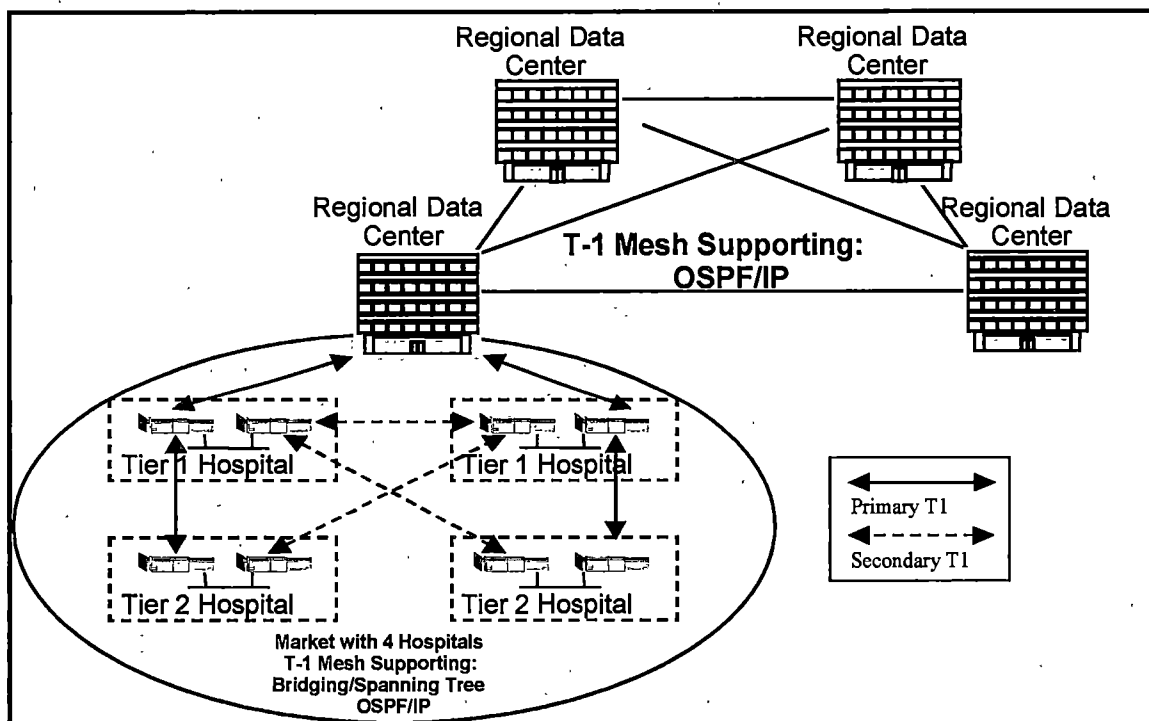 Regional Data
Center
Regional Data
Center
Regional Data
Center
Regional Data
Center
T-1 Mesh Supporting:
OSPF/IP
Tier 1 Hospital
Tier 1 Hospital
Tier 2 Hospital
Tier 2 Hospital
Market with 4 Hospitals
T-1 Mesh Supporting:
Bridging/Spanning Tree
OSPF/IP
Primary T1
Secondary T1